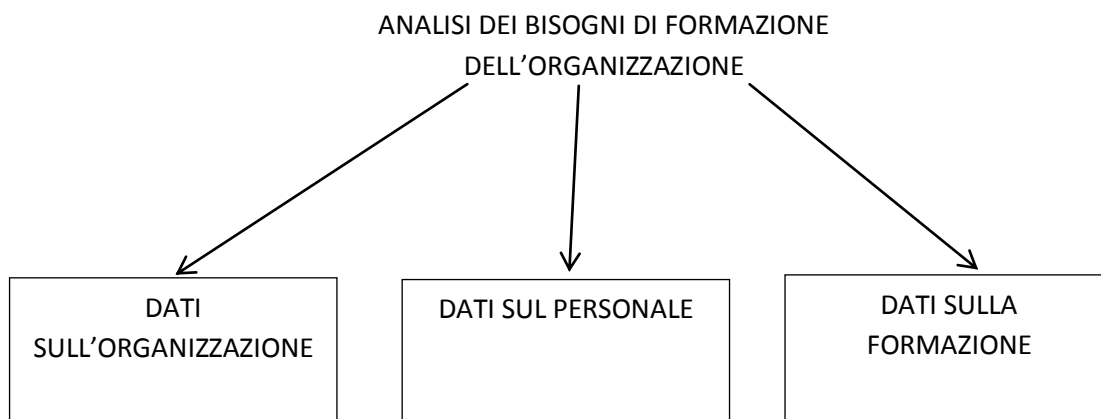 ANALISI DEI BISOGNI DI FORMAZIONE
DELL’ORGANIZZAZIONE
DATI
SULL’ORGANIZZAZIONE
DATI SUL PERSONALE
DATI SULLA
FORMAZIONE